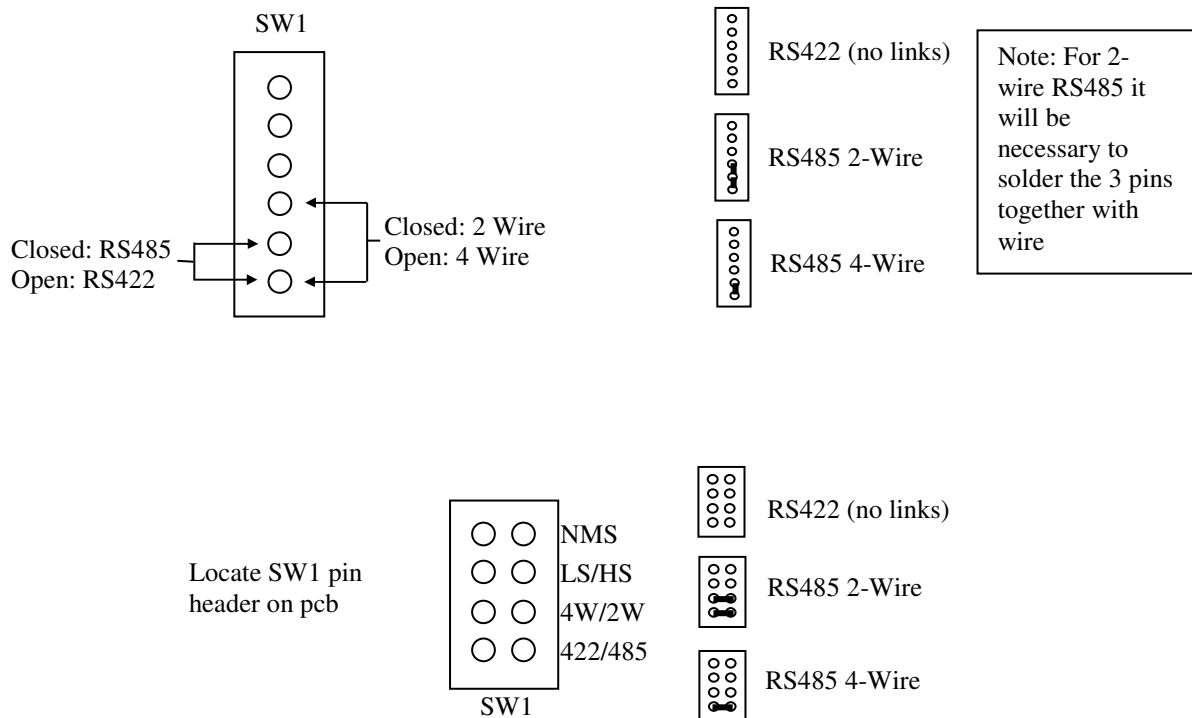 SW1
Closed: RS485
Open: RS422
Closed: 2 Wire
Open: 4 Wire
RS422 (no links)
RS485 2-Wire
RS485 4-Wire
Note: For 2-
wire RS485 it
will be
necessary to
solder the 3 pins
together with
wire
Locate SW1 pin
header on pcb
NMS
LS/HS
4W/2W
422/485
SW1
RS422 (no links)
RS485 2-Wire
RS485 4-Wire